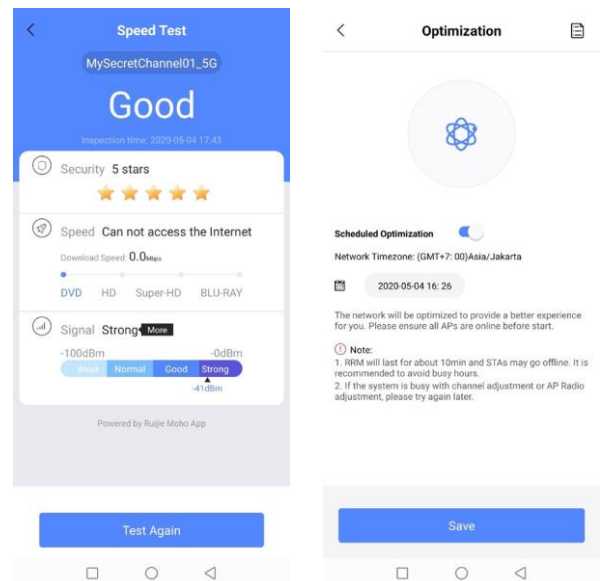 Speed Test
MySecretChannel01_5G
Good
Inspection time: 2020-05-04 17:43
Security 5 stars
Speed Can not access the Internet
Download Speed: 0.0Mbps
DVD HD Super-HD BLU-RAY
Signal Strong More
-100dBm -0dBm
Weak Normal Good Strong
-41dBm
Powered by Ruijie Moho App
Test Again
Optimization
Scheduled Optimization
Network Timezone: (GMT+7: 00)Asia/Jakarta
2020-05-04 16: 26
The network will be optimized to provide a better experience
for you. Please ensure all APs are online before start.
Note:
1. RRM will last for about 10min and STAs may go offline. It is
recommended to avoid busy hours.
2. If the system is busy with channel adjustment or AP Radio
adjustment, please try again later.
Save